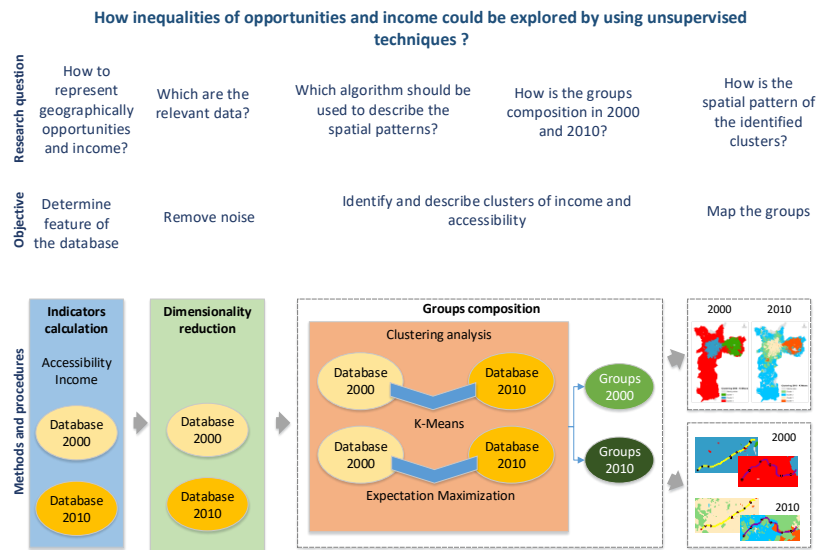 How inequalities of opportunities and income could be explored by using unsupervised
techniques ?
Research question
How to
represent
geographically
opportunities
and income?
Which are the
relevant data?
Which algorithm should be
used to describe the
spatial patterns?
How is the groups
composition in 2000
and 2010?
How is the
spatial pattern of
the identified
clusters?
Objective
Determine
feature of
the database
Remove noise
Identify and describe clusters of income and
accessibility
Map the groups
Methods and procedures
Indicators
calculation
Accessibility
Income
Database
2000
Database
2010
Dimensionality
reduction
Database
2000
Database
2010
Groups composition
Clustering analysis
Database
2000
Database
2010
K-Means
Database
2000
Database
2010
Expectation Maximization
Groups
2000
Groups
2010
2000
2010
2000
2010